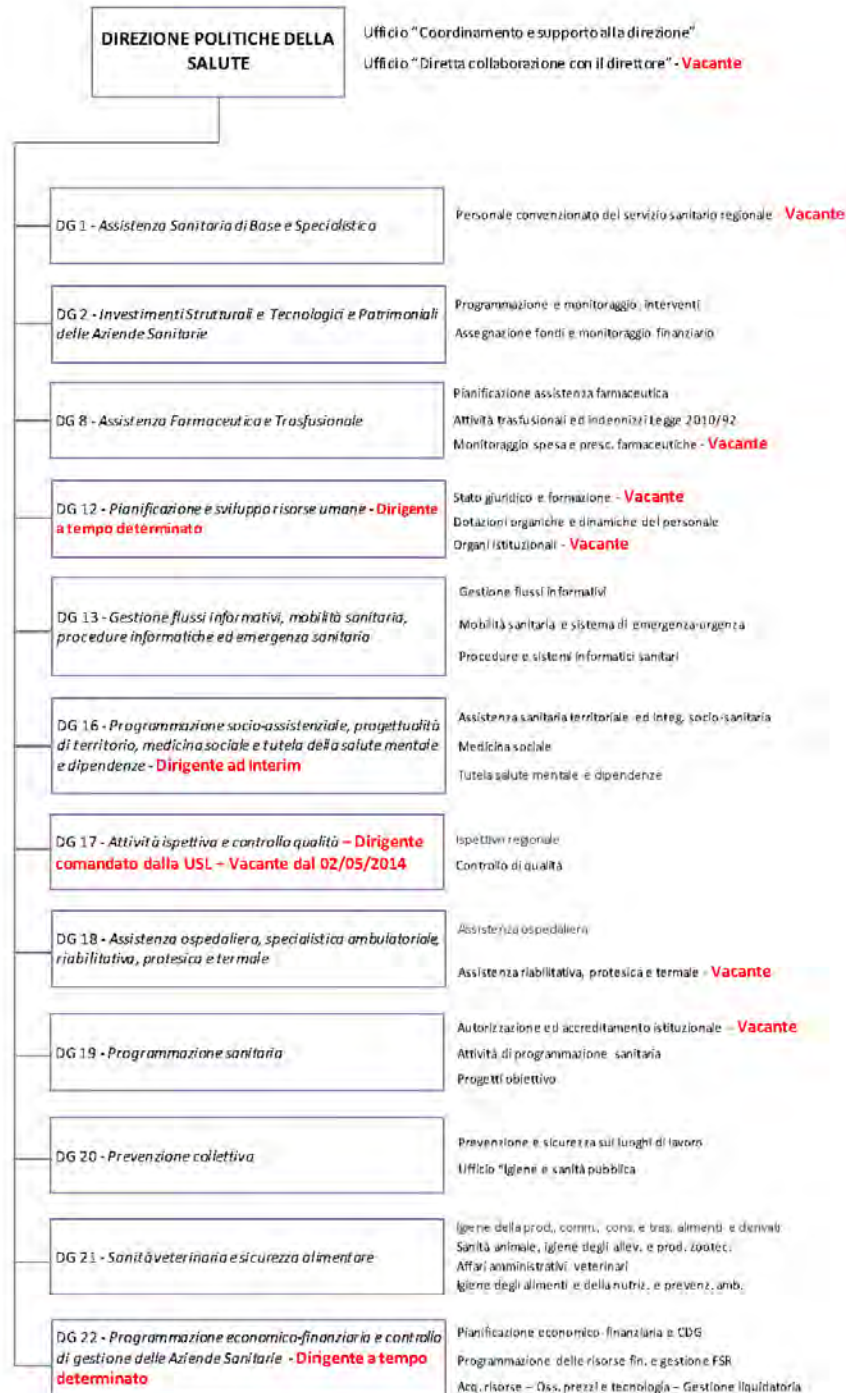 DIREZIONE POLITICHE DELLA
SALUTE
Ufficio "Coordinamento e supporto alla direzione"
Ufficio "Diretta collaborazione con il direttore" - Vacante
DG 1 - Assistenza Sanitaria di Base e Specialistica
Personale convenzionato del servizio sanitario regionale - Vacante
DG 2 - Investimenti Strutturali e Tecnologici e Patrimoniali
delle Aziende Sanitarie
Programmazione e monitoraggio interventi
Assegnazione fondi e monitoraggio finanziario
DG 8 - Assistenza Farmaceutica e Trasfusionale
Pianificazione assistenza farmaceutica
Attività trasfusionali ed indennizzi Legge 2010/92
Monitoraggio spesa e presc. farmaceutiche - Vacante
DG 12 - Pianificazione e sviluppo risorse umane - Dirigente
a tempo determinato
Stato giuridico e formazione - Vacante
Dotazioni organiche e dinamiche del personale
Organi istituzionali - Vacante
DG 13 - Gestione flussi informativi, mobilità sanitaria,
procedure informatiche ed emergenza sanitaria
Gestione flussi informativi
Mobilità sanitaria e sistema di emergenza-urgenza
Procedure e sistemi informatici sanitari
DG 16 - Programmazione socio-assistenziale, progettualità
di territorio, medicina sociale e tutela della salute mentale
e dipendenze - Dirigente ad Interim
Assistenza sanitaria territoriale ed integ. socio-sanitaria
Medicina sociale
Tutela salute mentale e dipendenze
DG 17 - Attività ispettiva e controllo qualità – Dirigente
comandato dalla USL – Vacante dal 02/05/2014
Ispettivo regionale
Controllo di qualità
DG 18 - Assistenza ospedaliera, specialistica ambulatoriale,
riabilitativa, protesica e termale
Assistenza ospedaliera
Assistenza riabilitativa, protesica e termale - Vacante
DG 19 - Programmazione sanitaria
Autorizzazione ed accreditamento istituzionale – Vacante
Attività di programmazione sanitaria
Progetti obiettivo
DG 20 - Prevenzione collettiva
Prevenzione e sicurezza sui luoghi di lavoro
Ufficio "Igiene e sanità pubblica
DG 21 - Sanità veterinaria e sicurezza alimentare
Igiene della prod., comm., cons. e tras. alimenti e derivati
Sanità animale, igiene degli allev. e prod. zootec.
Affari amministrativi veterinari
Igiene degli alimenti e della nutriz. e prevenz. amb.
DG 22 - Programmazione economico-finanziaria e controllo
di gestione delle Aziende Sanitarie - Dirigente a tempo
determinato
Pianificazione economico-finanziaria e CDG
Programmazione delle risorse fin. e gestione FSR
Acq. risorse – Oss. prezzi e tecnologia – Gestione liquidatoria